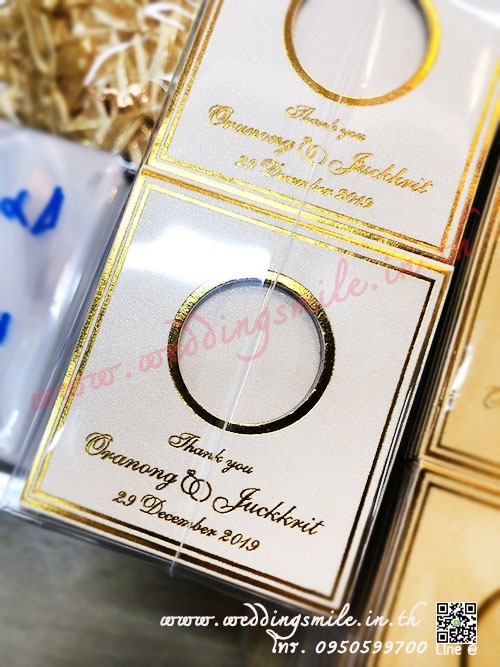 Thank you
Oranong & Juckkrit
29 December 2019
www.weddingsmile.in.th
Thank you
Oranong & Juckkrit
29 December 2019
www.weddingsmile.in.th
โทร. 0950599700 Line @